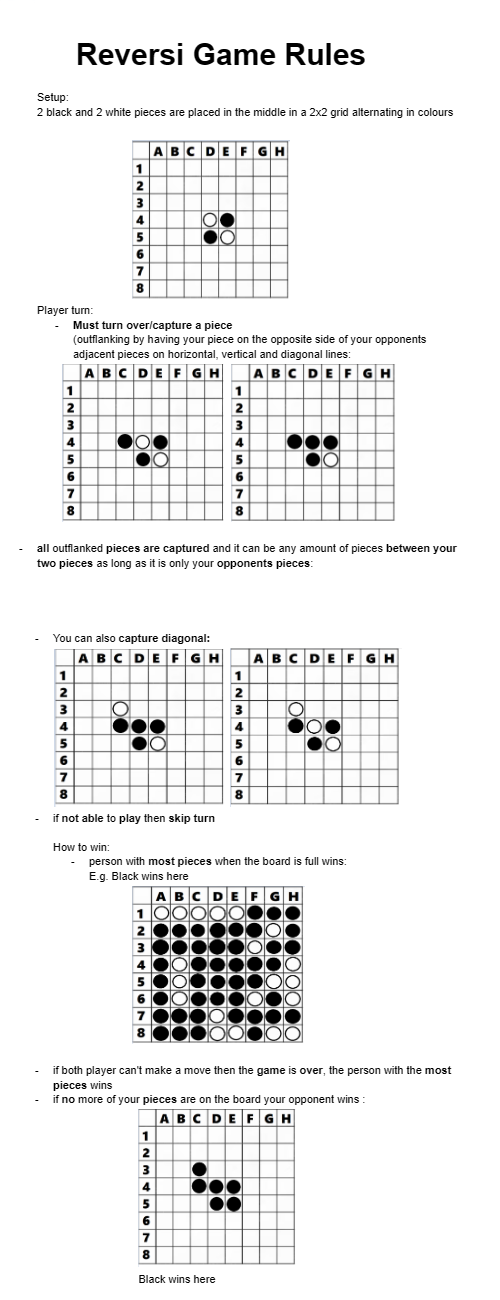 Reversi Game Rules
Setup:
2 black and 2 white pieces are placed in the middle in a 2x2 grid alternating in colours
A B C D E F G H
1
2
3
4
5
6
7
8
Player turn:
- Must turn over/capture a piece
(outflanking by having your piece on the opposite side of your opponents
adjacent pieces on horizontal, vertical and diagonal lines:
A B C D E F G H
1
2
3
4
5
6
7
8
A B C D E F G H
1
2
3
4
5
6
7
8
- all outflanked pieces are captured and it can be any amount of pieces between your
two pieces as long as it is only your opponents pieces:
- You can also capture diagonal:
A B C D E F G H
1
2
3
4
5
6
7
8
A B C D E F G H
1
2
3
4
5
6
7
8
- if not able to play then skip turn
How to win:
- person with most pieces when the board is full wins:
E.g. Black wins here
A B C D E F G H
1
2
3
4
5
6
7
8
- if both player can't make a move then the game is over, the person with the most
pieces wins
- if no more of your pieces are on the board your opponent wins :
A B C D E F G H
1
2
3
4
5
6
7
8
Black wins here